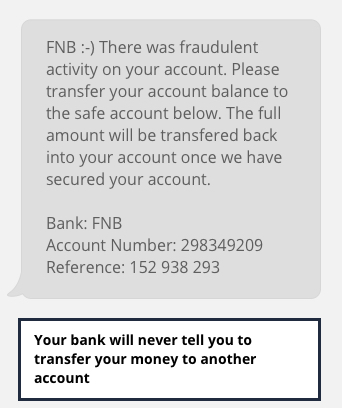 FNB :-) There was fraudulent
activity on your account. Please
transfer your account balance to
the safe account below. The full
amount will be transfered back
into your account once we have
secured your account.
Bank: FNB
Account Number: 298349209
Reference: 152 938 293
Your bank will never tell you to
transfer your money to another
account